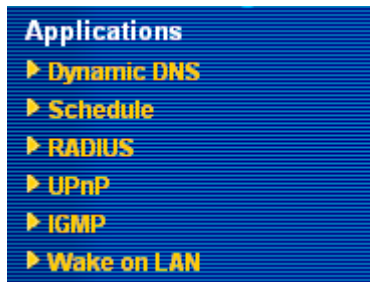 Applications
Dynamic DNS
Schedule
RADIUS
UPnP
IGMP
Wake on LAN